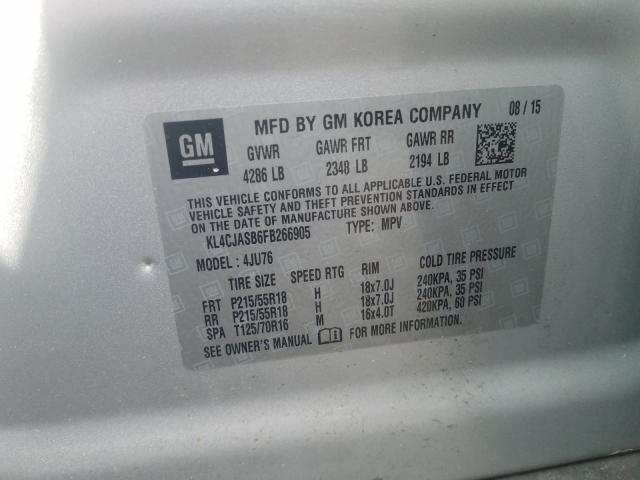 GM
MFD BY GM KOREA COMPANY 08 / 15
GVWR GAWR FRT GAWR RR
4286 LB 2348 LB 2194 LB
THIS VEHICLE CONFORMS TO ALL APPLICABLE U.S. FEDERAL MOTOR
VEHICLE SAFETY AND THEFT PREVENTION STANDARDS IN EFFECT
ON THE DATE OF MANUFACTURE SHOWN ABOVE.
KL4CJASB6FB266905 TYPE: MPV
MODEL : 4JU76
TIRE SIZE SPEED RTG RIM COLD TIRE PRESSURE
FRT P215/55R18 H 18x7.0J 240KPA, 35 PSI
RR P215/55R18 H 18x7.0J 240KPA, 35 PSI
SPA T125/70R16 M 16x4.0T 420KPA, 60 PSI
SEE OWNER'S MANUAL FOR MORE INFORMATION